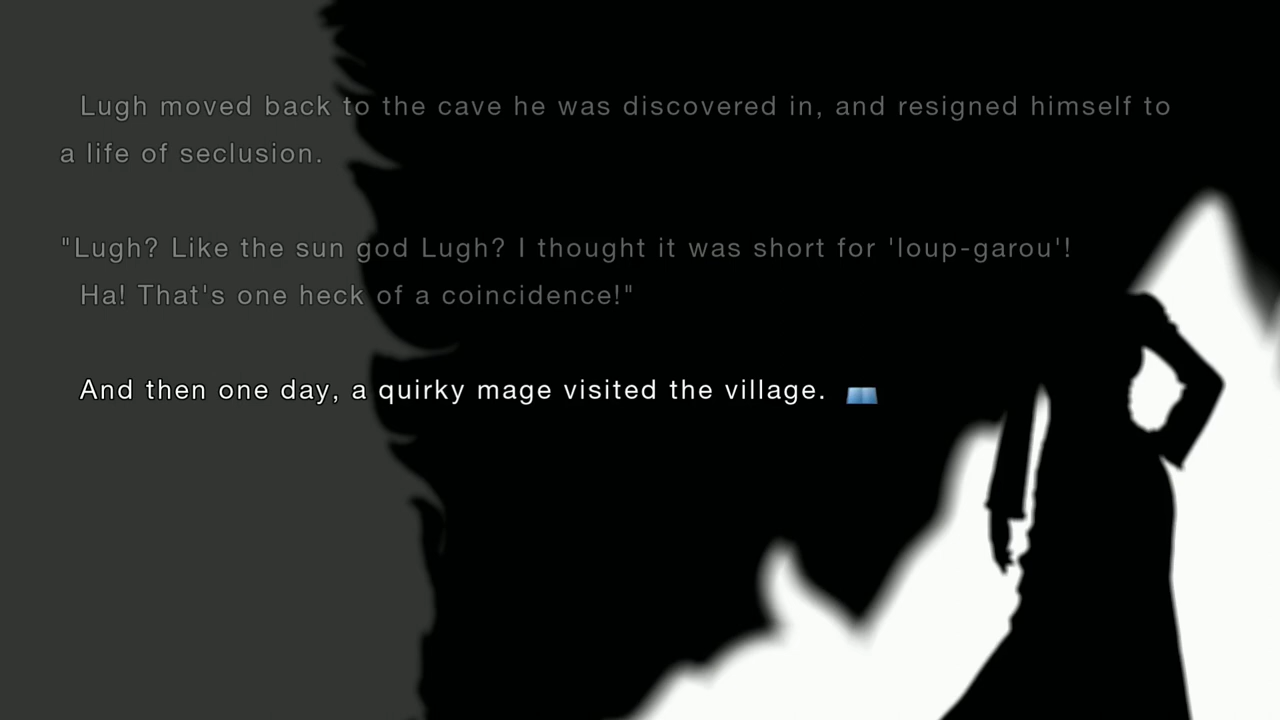 Lugh moved back to the cave he was discovered in, and resigned himself to
a life of seclusion.
"Lugh? Like the sun god Lugh? I thought it was short for 'loup-garou'!
Ha! That's one heck of a coincidence!"
And then one day, a quirky mage visited the village.